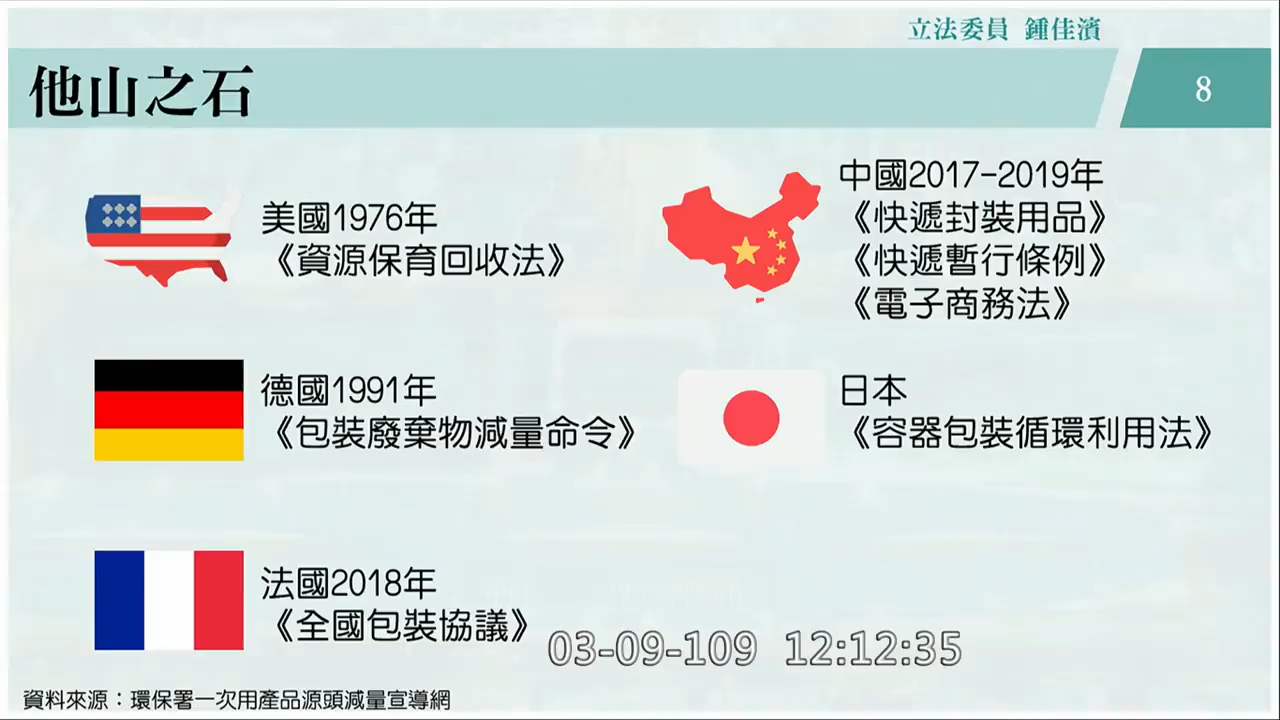 立法委員 鍾佳濱
他山之石
8
美國1976年
《資源保育回收法》
中國2017-2019年
《快遞封裝用品》
《快遞暫行條例》
《電子商務法》
德國1991年
《包裝廢棄物減量命令》
日本
《容器包裝循環利用法》
法國2018年
《全國包裝協議》
03-09-109 12:12:35
資料來源：環保署一次用產品源頭減量宣導網